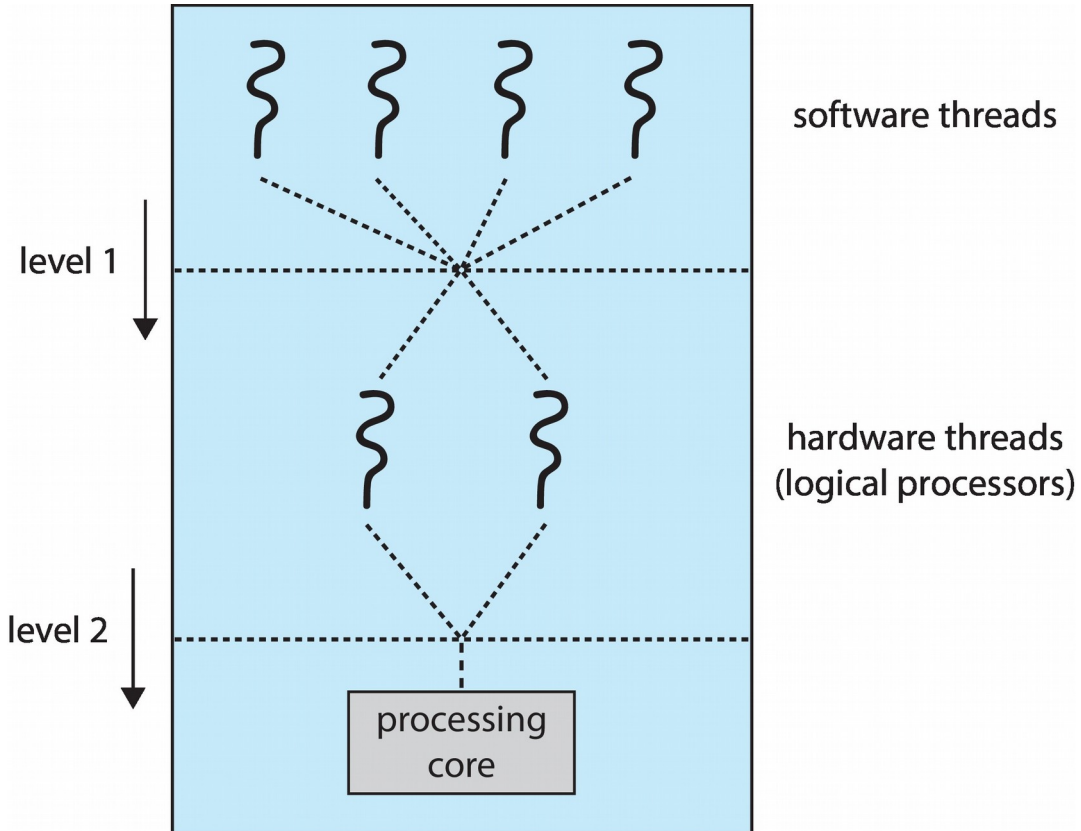 software threads
level 1
hardware threads
(logical processors)
level 2
processing
core